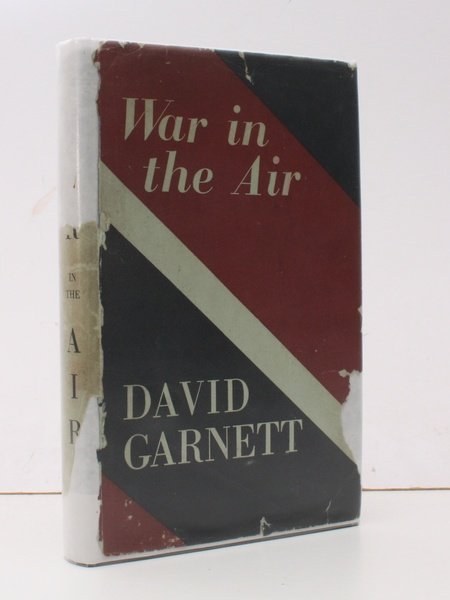 War in
the Air
DAVID
GARNETT
IN
THE
A
I
R